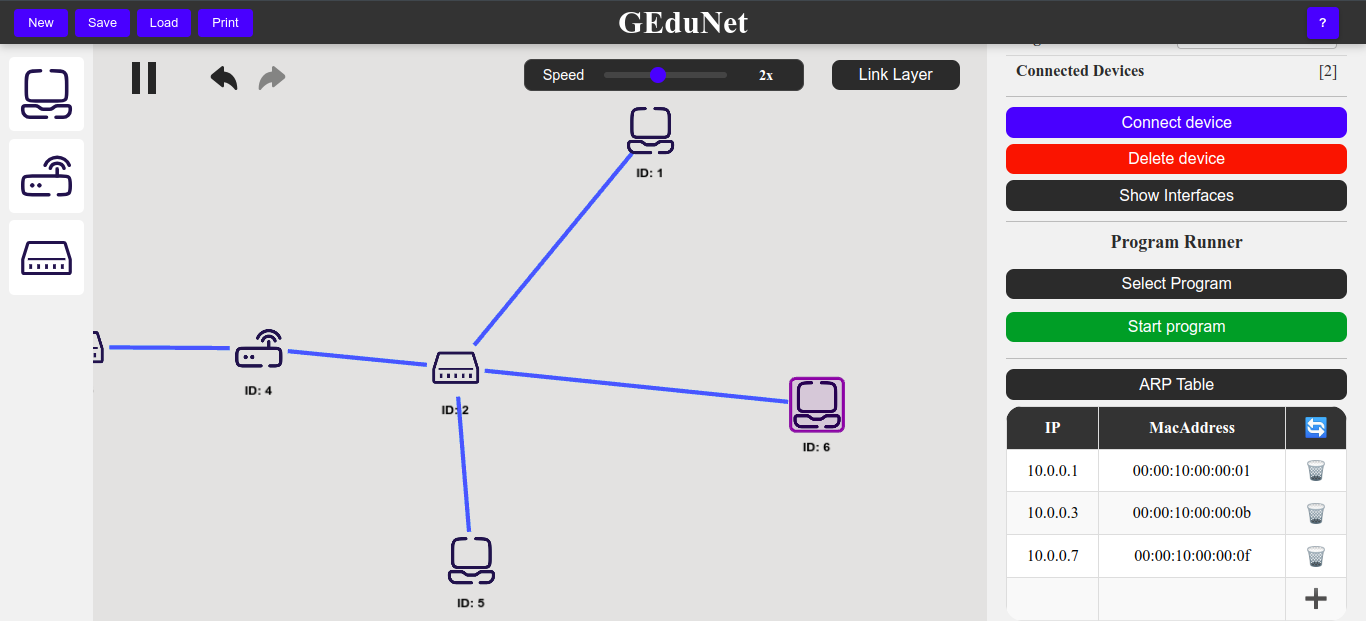 New Save Load Print GEduNet ?
Speed 2x Link Layer
Connected Devices [2]
Connect device
Delete device
Show Interfaces
Program Runner
Select Program
Start program
ARP Table
IP MacAddress
10.0.0.1 00:00:10:00:00:01
10.0.0.3 00:00:10:00:00:0b
10.0.0.7 00:00:10:00:00:0f
ID: 1
ID: 4
ID: 2
ID: 6
ID: 5